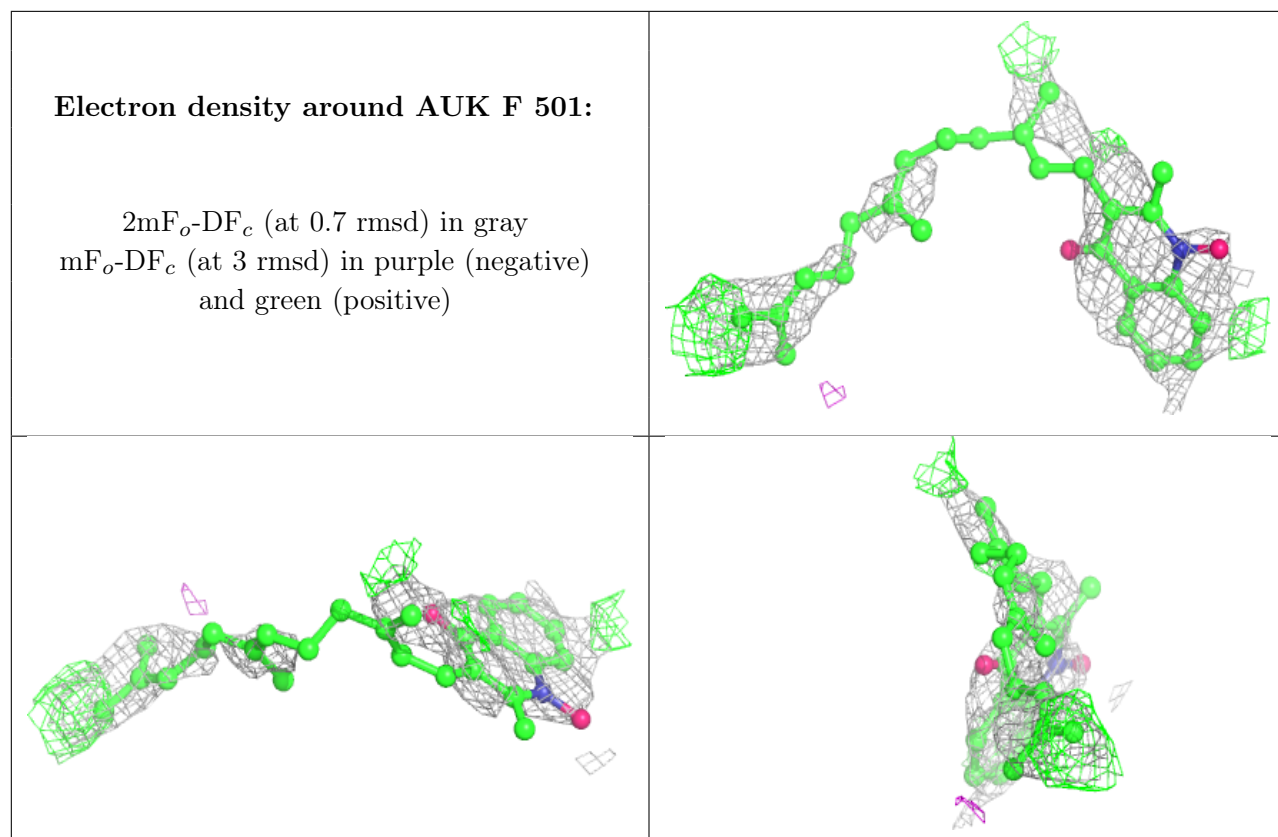 Electron density around AUK F 501:
2mFo-DFc (at 0.7 rmsd) in gray
mFo-DFc (at 3 rmsd) in purple (negative)
and green (positive)